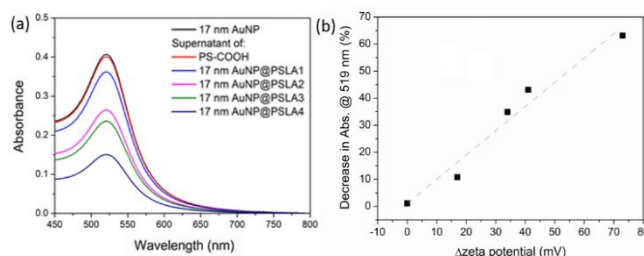 (a)
17 nm AuNP
Supernatant of:
PS-COOH
17 nm AuNP@PSLA1
17 nm AuNP@PSLA2
17 nm AuNP@PSLA3
17 nm AuNP@PSLA4
Absorbance
0.4
0.3
0.2
0.1
0.0
450 500 550 600 650 700 750 800
Wavelength (nm)
(b)
Decrease in Abs. @ 519 nm (%)
70
60
50
40
30
20
10
0
-10 0 10 20 30 40 50 60 70 80
Δzeta potential (mV)